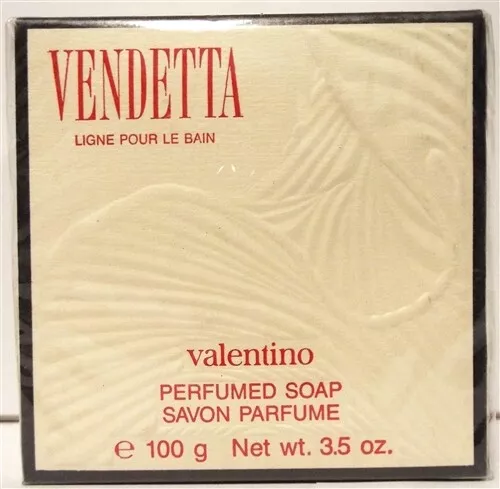 VENDETTA
LIGNE POUR LE BAIN
valentino
PERFUMED SOAP
SAVON PARFUME
℮ 100 g Net wt. 3.5 oz.